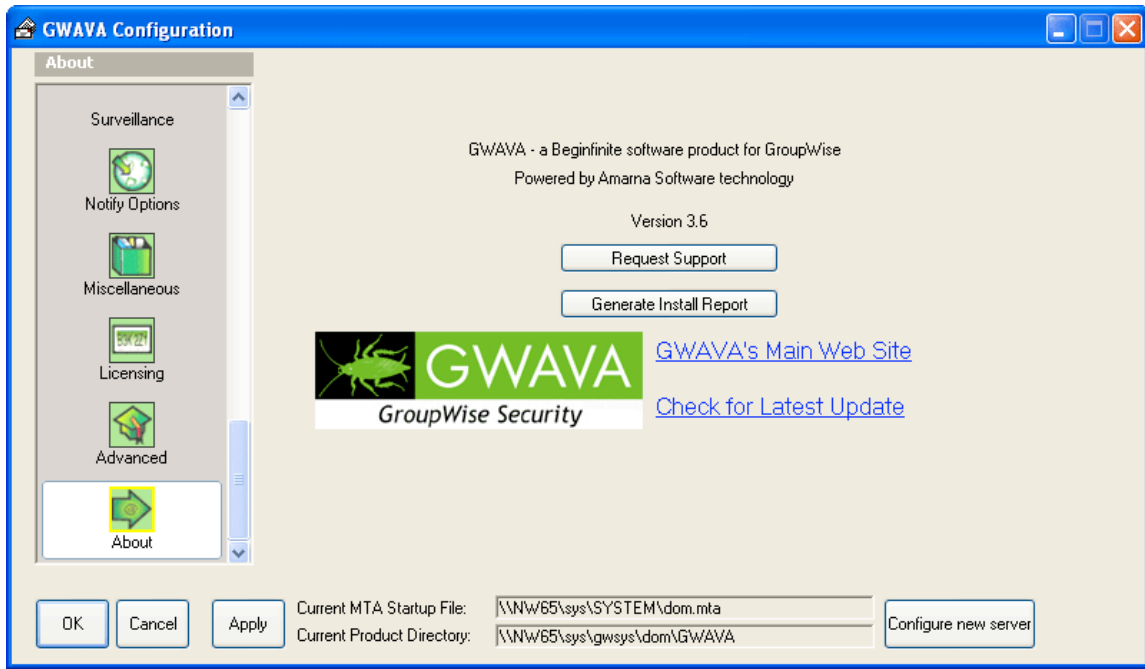 GWAVA Configuration
About
Surveillance
Notify Options
Miscellaneous
Licensing
Advanced
About
GWAVA - a Beginfinite software product for GroupWise
Powered by Amarna Software technology
Version 3.6
Request Support
Generate Install Report
GWAVA
GroupWise Security
GWAVA's Main Web Site
Check for Latest Update
OK
Cancel
Apply
Current MTA Startup File:
\\NW65\sys\SYSTEM\dom.mta
Current Product Directory:
\\NW65\sys\gwsys\dom\GWAVA
Configure new server